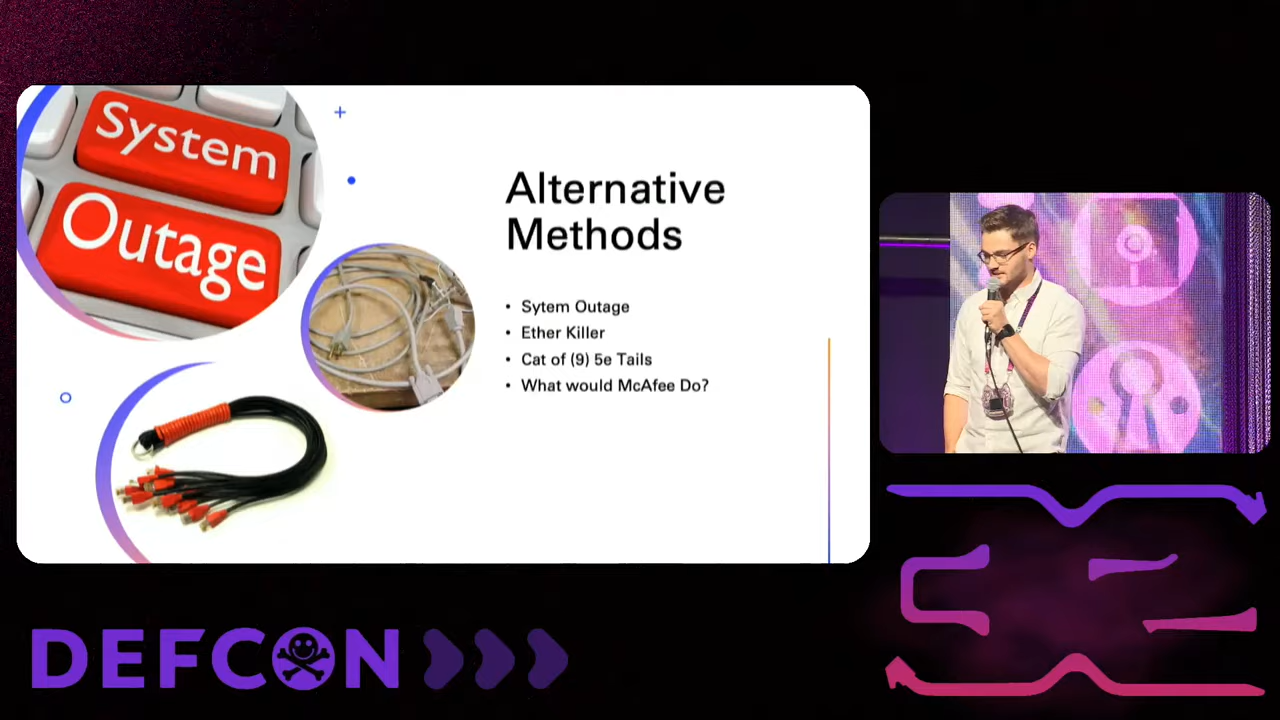 System
Outage
Alternative
Methods
• Sytem Outage
• Ether Killer
• Cat of (9) 5e Tails
• What would McAfee Do?
DEFCON